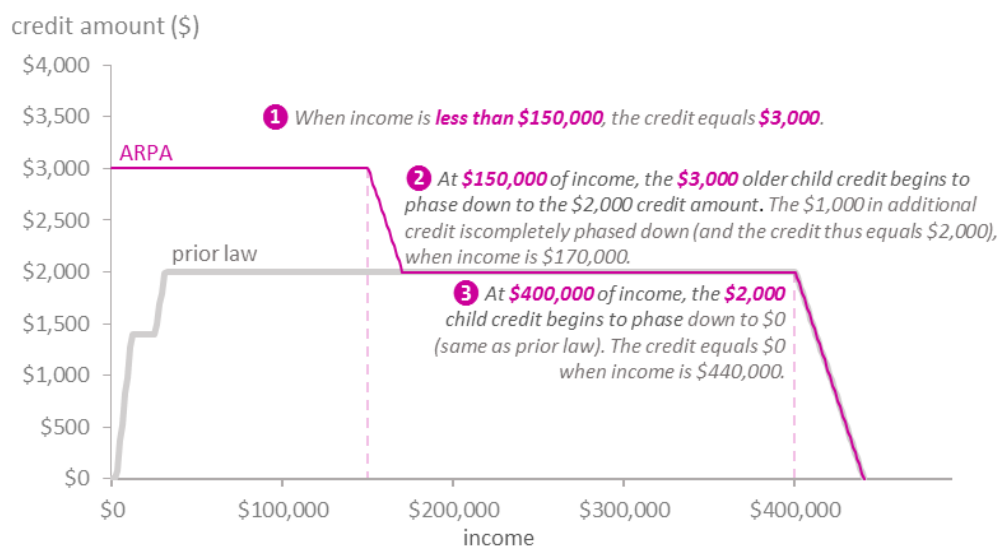 credit amount ($)
$4,000
$3,500
$3,000
$2,500
$2,000
$1,500
$1,000
$500
$0
ARPA
prior law
1 When income is less than $150,000, the credit equals $3,000.
2 At $150,000 of income, the $3,000 older child credit begins to
phase down to the $2,000 credit amount. The $1,000 in additional
credit iscompletely phased down (and the credit thus equals $2,000),
when income is $170,000.
3 At $400,000 of income, the $2,000
child credit begins to phase down to $0
(same as prior law). The credit equals $0
when income is $440,000.
$0
$100,000
$200,000
$300,000
$400,000
income